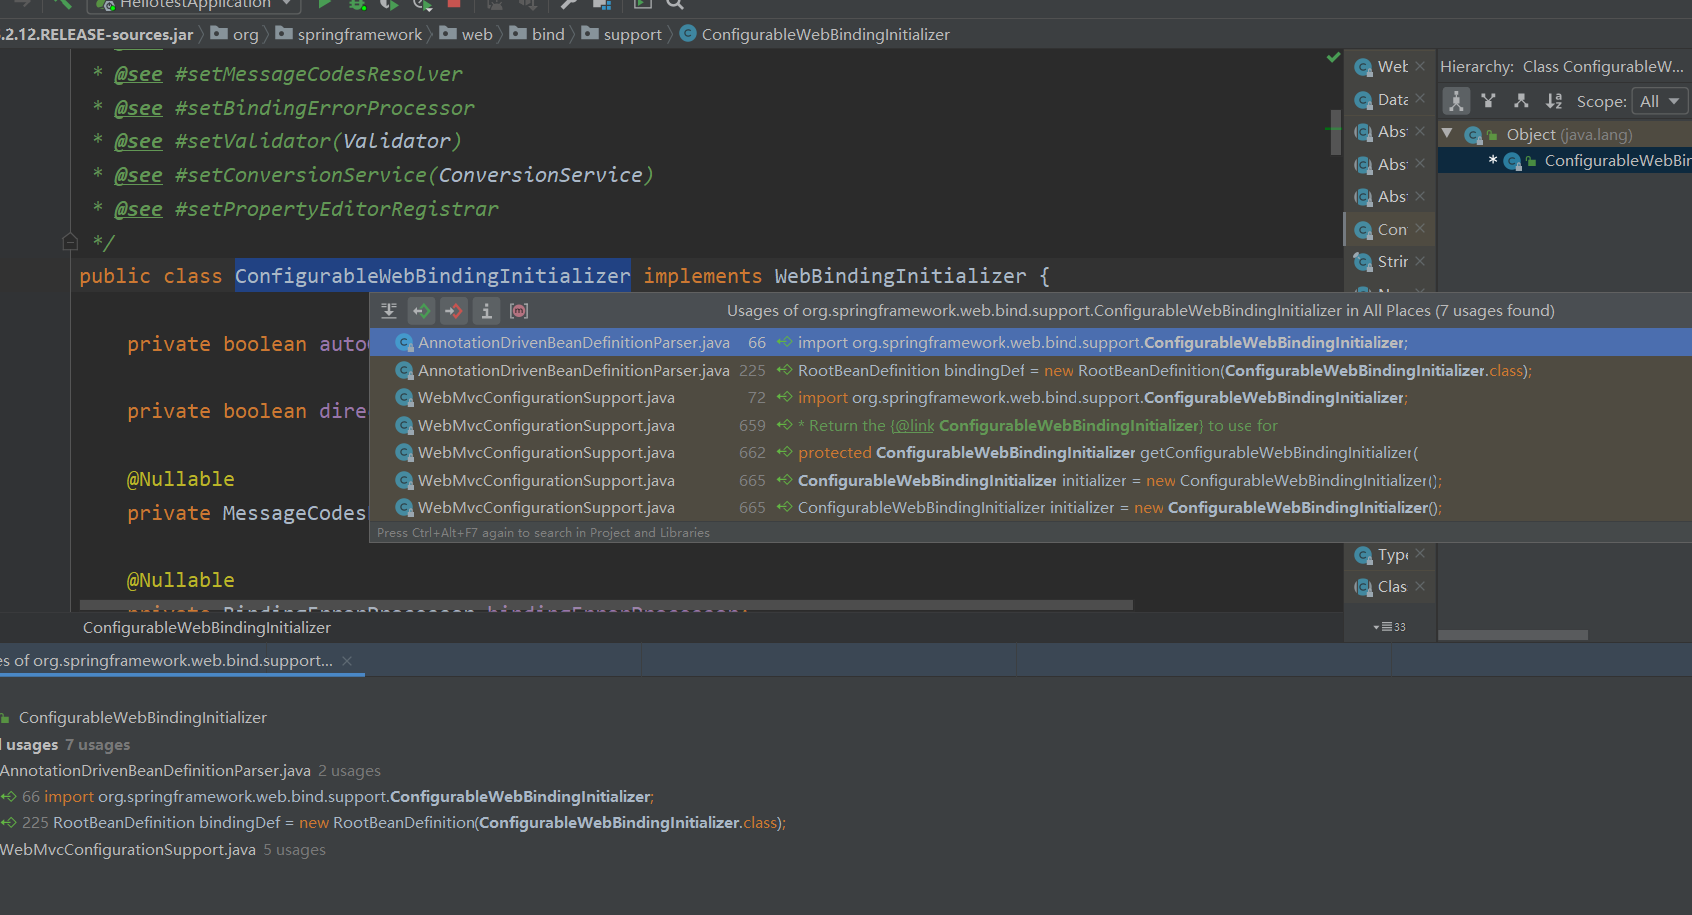 HellotestApplication
.2.12.RELEASE-sources.jar org springframework web bind support ConfigurableWebBindingInitializer
* @see #setMessageCodesResolver
* @see #setBindingErrorProcessor
* @see #setValidator(Validator)
* @see #setConversionService(ConversionService)
* @see #setPropertyEditorRegistrar
*/
public class ConfigurableWebBindingInitializer implements WebBindingInitializer {
private boolean auto
private boolean dire
@Nullable
private MessageCodes
@Nullable
private BindingErrorProcessor bindingErrorProcessor;
Usages of org.springframework.web.bind.support.ConfigurableWebBindingInitializer in All Places (7 usages found)
AnnotationDrivenBeanDefinitionParser.java 66 import org.springframework.web.bind.support.ConfigurableWebBindingInitializer;
AnnotationDrivenBeanDefinitionParser.java 225 RootBeanDefinition bindingDef = new RootBeanDefinition(ConfigurableWebBindingInitializer.class);
WebMvcConfigurationSupport.java 72 import org.springframework.web.bind.support.ConfigurableWebBindingInitializer;
WebMvcConfigurationSupport.java 659 * Return the {@link ConfigurableWebBindingInitializer} to use for
WebMvcConfigurationSupport.java 662 protected ConfigurableWebBindingInitializer getConfigurableWebBindingInitializer(
WebMvcConfigurationSupport.java 665 ConfigurableWebBindingInitializer initializer = new ConfigurableWebBindingInitializer();
WebMvcConfigurationSupport.java 665 ConfigurableWebBindingInitializer initializer = new ConfigurableWebBindingInitializer();
Press Ctrl+Alt+F7 again to search in Project and Libraries
Web
Data
Abs
Abs
Abs
Con
Strin
Type
Clas
33
Hierarchy: Class ConfigurableW...
Scope: All
Object (java.lang)
* ConfigurableWebBin
ConfigurableWebBindingInitializer
es of org.springframework.web.bind.support...
ConfigurableWebBindingInitializer
usages 7 usages
AnnotationDrivenBeanDefinitionParser.java 2 usages
66 import org.springframework.web.bind.support.ConfigurableWebBindingInitializer;
225 RootBeanDefinition bindingDef = new RootBeanDefinition(ConfigurableWebBindingInitializer.class);
WebMvcConfigurationSupport.java 5 usages